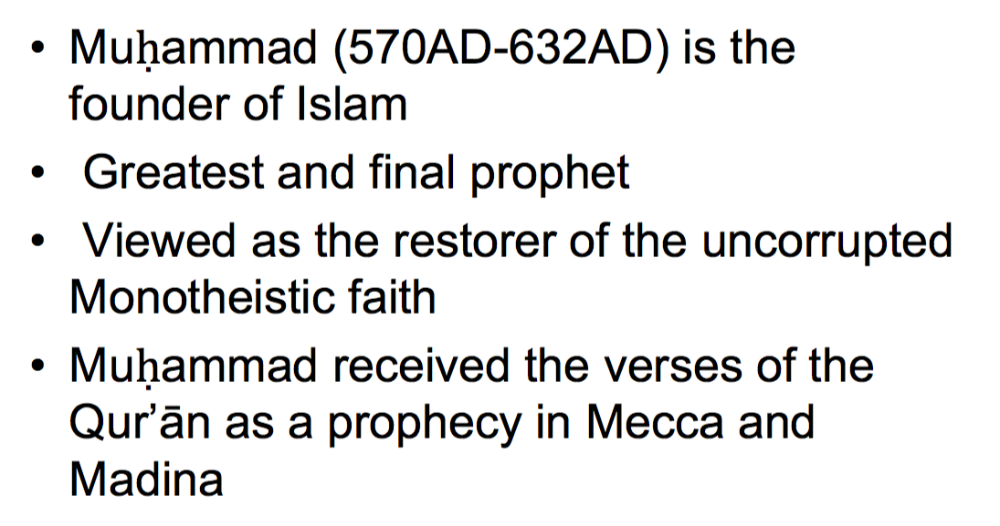 • Muḥammad (570AD-632AD) is the
founder of Islam
• Greatest and final prophet
• Viewed as the restorer of the uncorrupted
Monotheistic faith
• Muḥammad received the verses of the
Qur’ān as a prophecy in Mecca and
Madina